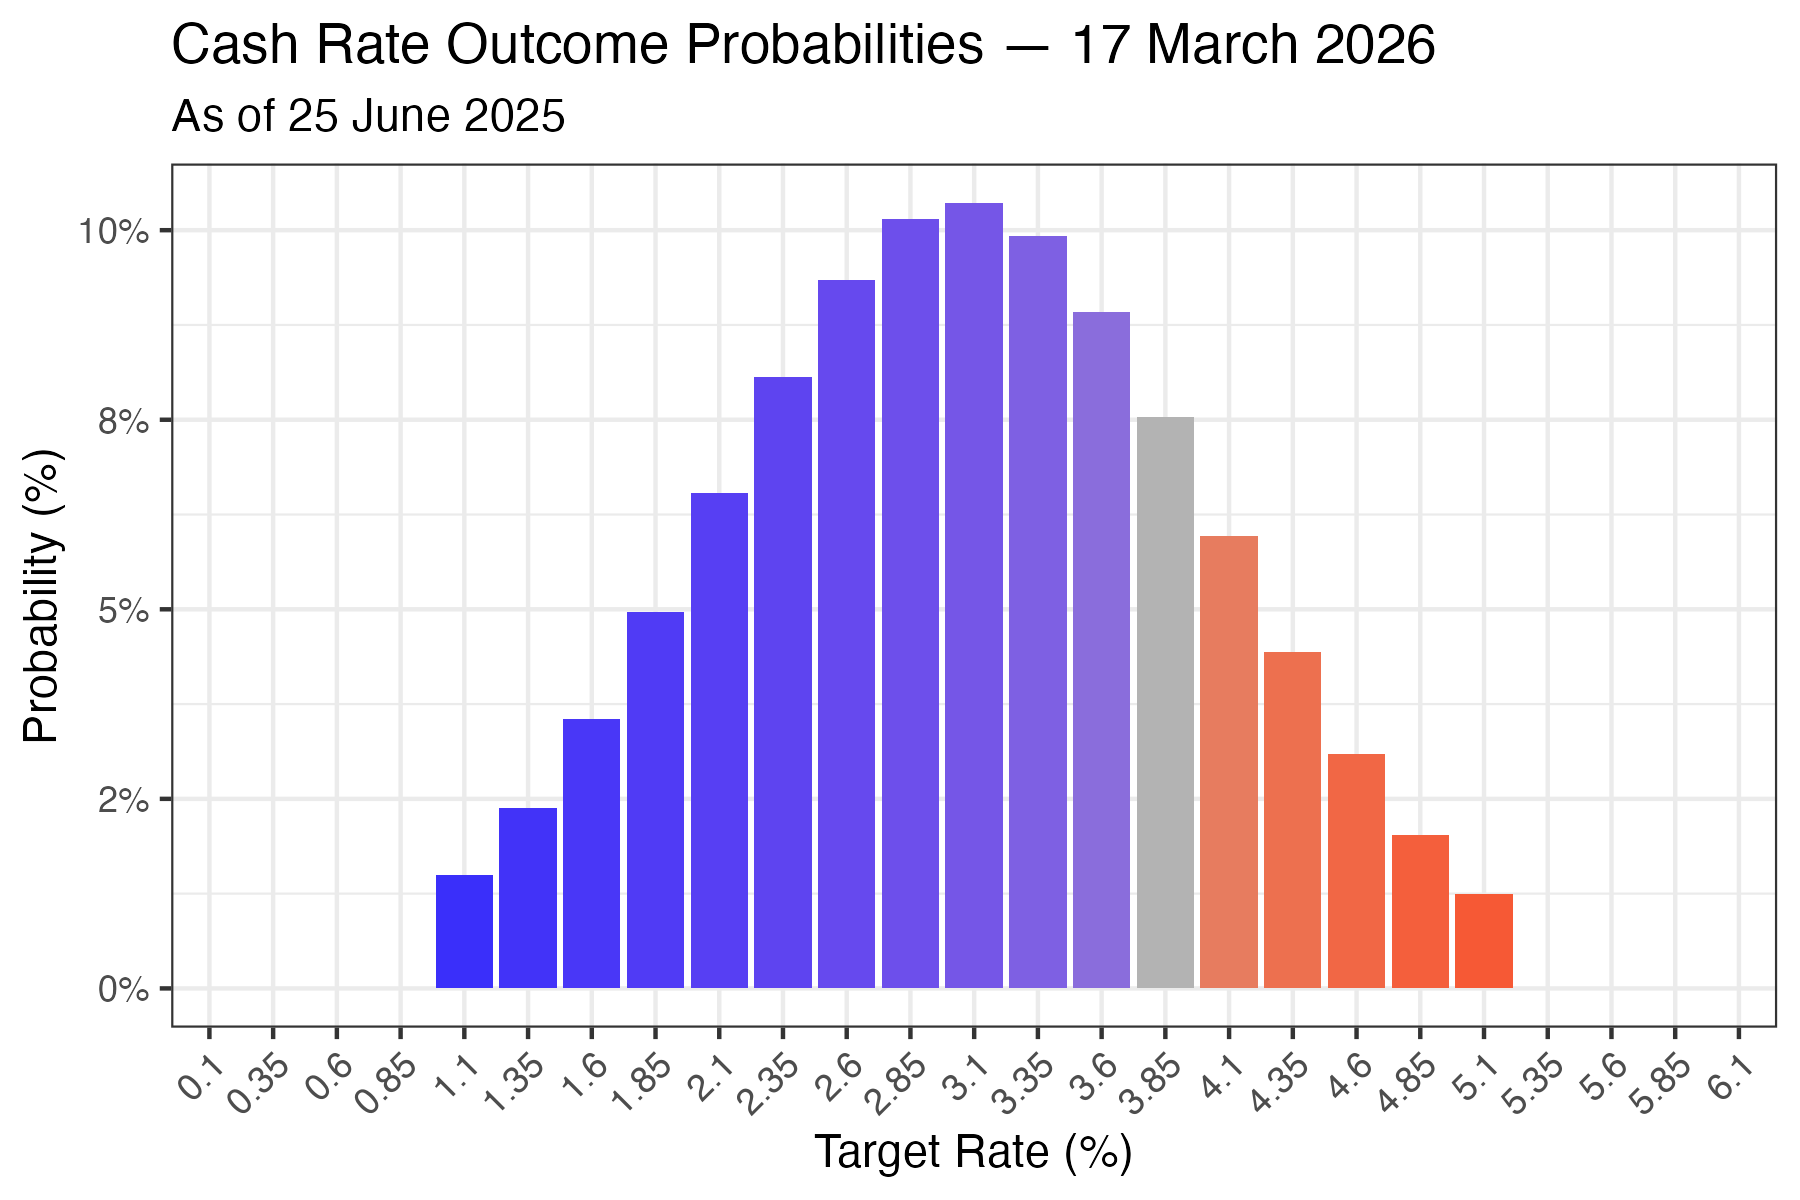 Cash Rate Outcome Probabilities — 17 March 2026
As of 25 June 2025
Probability (%)
10%
8%
5%
2%
0%
0.1 0.35 0.6 0.85 1.1 1.35 1.6 1.85 2.1 2.35 2.6 2.85 3.1 3.35 3.6 3.85 4.1 4.35 4.6 4.85 5.1 5.35 5.6 5.85 6.1
Target Rate (%)